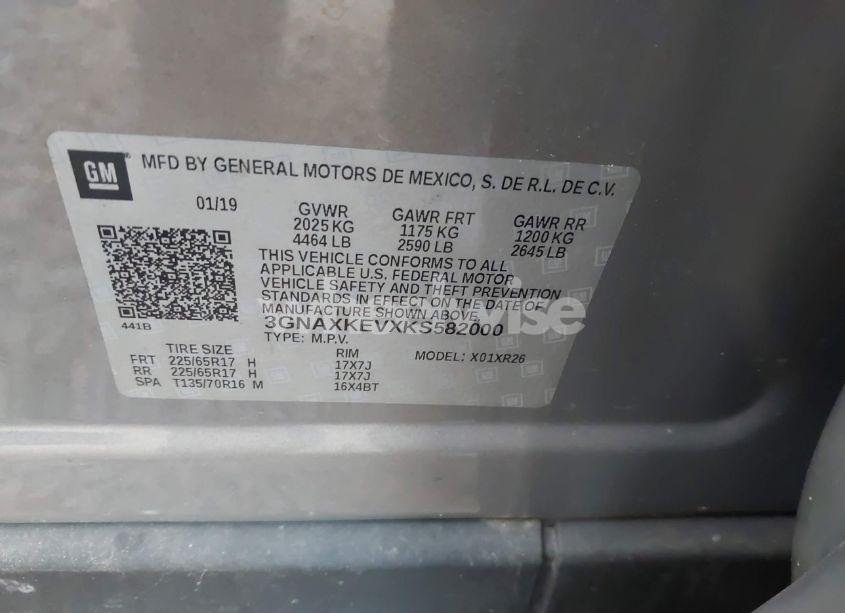 GM
MFD BY GENERAL MOTORS DE MEXICO, S. DE R.L. DE C.V.
01/19 GVWR GAWR FRT GAWR RR
2025 KG 1175 KG 1200 KG
4464 LB 2590 LB 2645 LB
THIS VEHICLE CONFORMS TO ALL
APPLICABLE U.S. FEDERAL MOTOR
VEHICLE SAFETY AND THEFT PREVENTION
STANDARDS IN EFFECT ON THE DATE OF
MANUFACTURE SHOWN ABOVE.
441B 3GNAXKEVXKS582000
TYPE: M.P.V.
TIRE SIZE RIM MODEL: X01XR26
FRT 225/65R17 H 17X7J
RR 225/65R17 H 17X7J
SPA T135/70R16 M 16X4BT